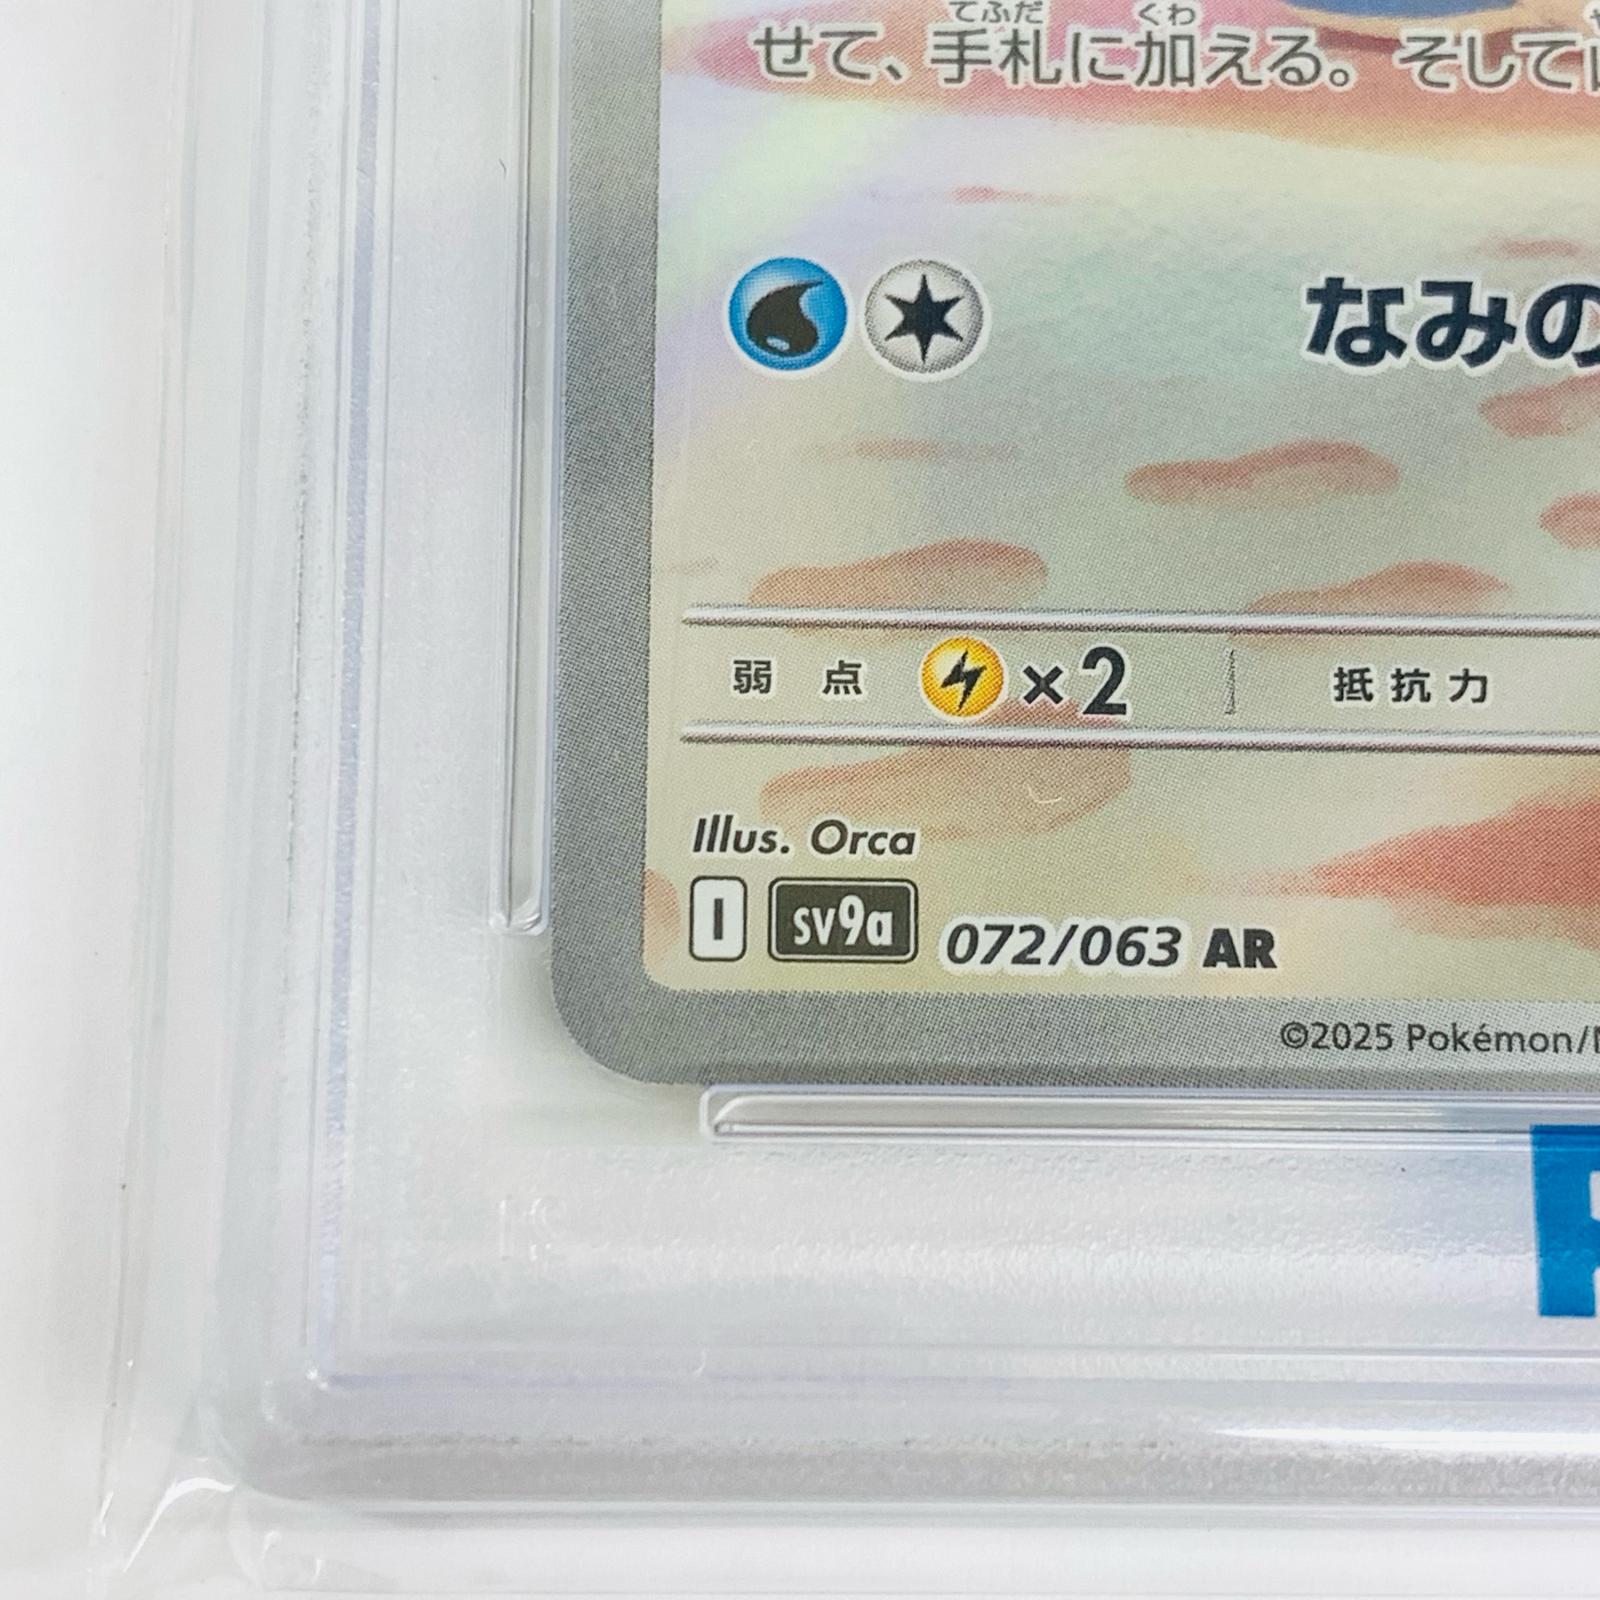 てふだ くわ
せて、手札に加える。そして
なみの
弱点 ×2 抵抗力
Illus. Orca
I sv9a 072/063 AR
©2025 Pokémon/